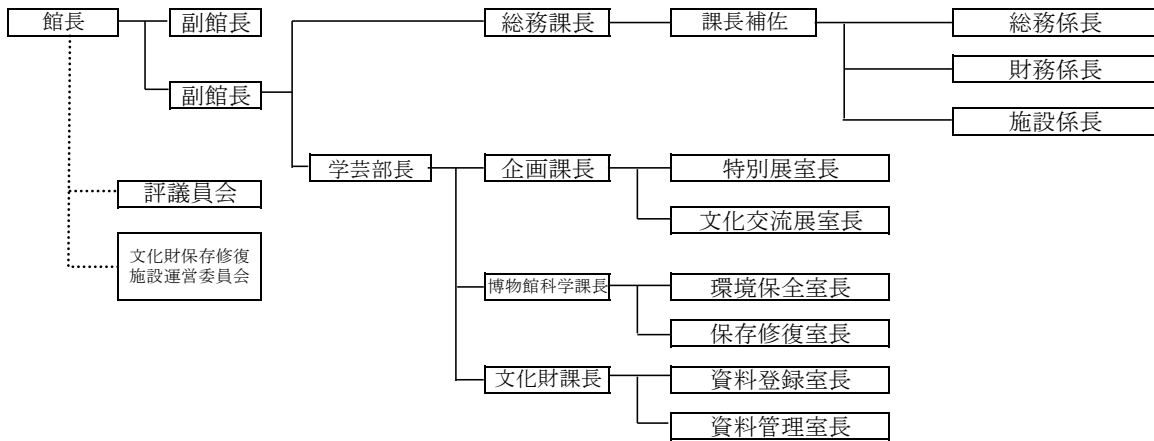 館長
副館長
総務課長
課長補佐
総務係長
財務係長
副館長
施設係長
学芸部長
企画課長
特別展室長
評議員会
文化交流展室長
文化財保存修復
施設運営委員会
博物館科学課長
環境保全室長
保存修復室長
文化財課長
資料登録室長
資料管理室長